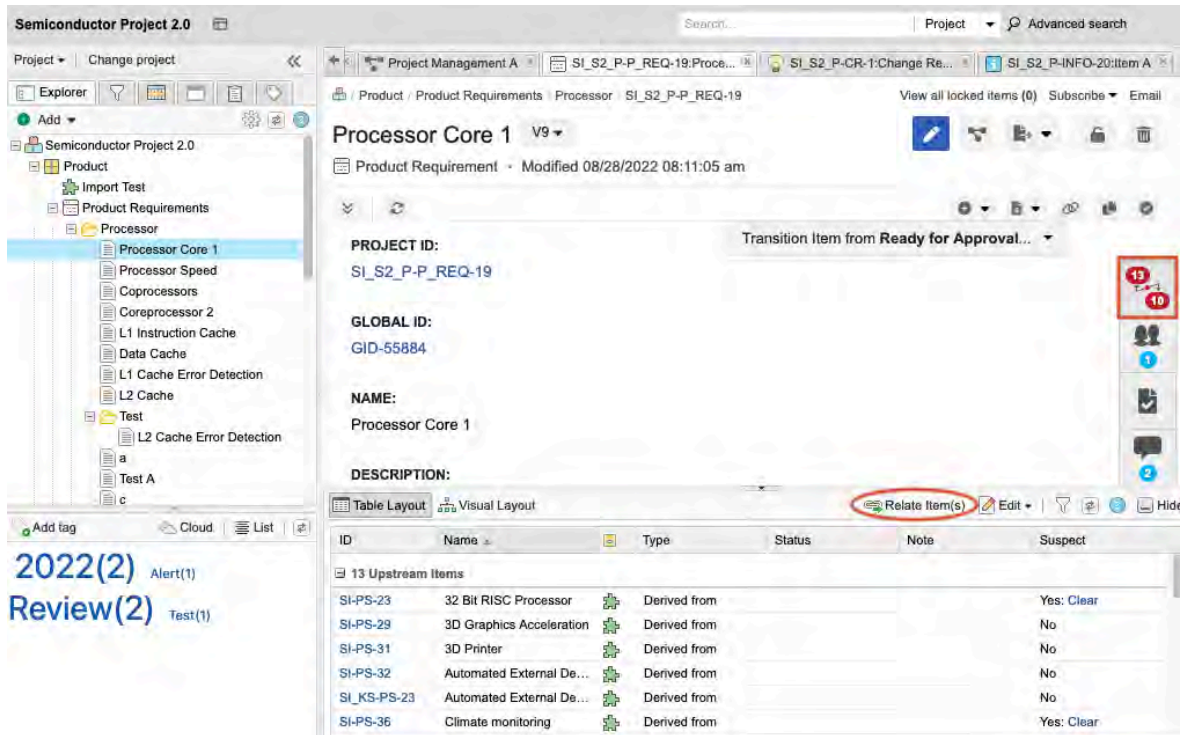 Semiconductor Project 2.0
Search...
Project
Advanced search
Project
Change project
Project Management A
SI_S2_P-P_REQ-19:Proce...
SI_S2_P-CR-1:Change Re...
SI_S2_P-INFO-20:Item A
Explorer
Product
Product Requirements
Processor
SI_S2_P-P_REQ-19
View all locked items (0)
Subscribe
Email
Add
Processor Core 1
V9
Product Requirement
Modified 08/28/2022 08:11:05 am
Semiconductor Project 2.0
Product
Import Test
Product Requirements
Processor
Processor Core 1
Processor Speed
Coprocessors
Coreprocessor 2
L1 Instruction Cache
Data Cache
L1 Cache Error Detection
L2 Cache
Test
L2 Cache Error Detection
a
Test A
c
Transition Item from Ready for Approval...
PROJECT ID:
SI_S2_P-P_REQ-19
GLOBAL ID:
GID-55884
NAME:
Processor Core 1
DESCRIPTION:
13
10
1
2
Add tag
Cloud
List
2022(2) Alert(1)
Review(2) Test(1)
Table Layout
Visual Layout
Relate Item(s)
Edit
Hide
ID Name Type Status Note Suspect
13 Upstream Items
SI-PS-23 32 Bit RISC Processor Derived from Yes: Clear
SI-PS-29 3D Graphics Acceleration Derived from No
SI-PS-31 3D Printer Derived from No
SI-PS-32 Automated External De... Derived from No
SI_KS-PS-23 Automated External De... Derived from No
SI-PS-36 Climate monitoring Derived from Yes: Clear